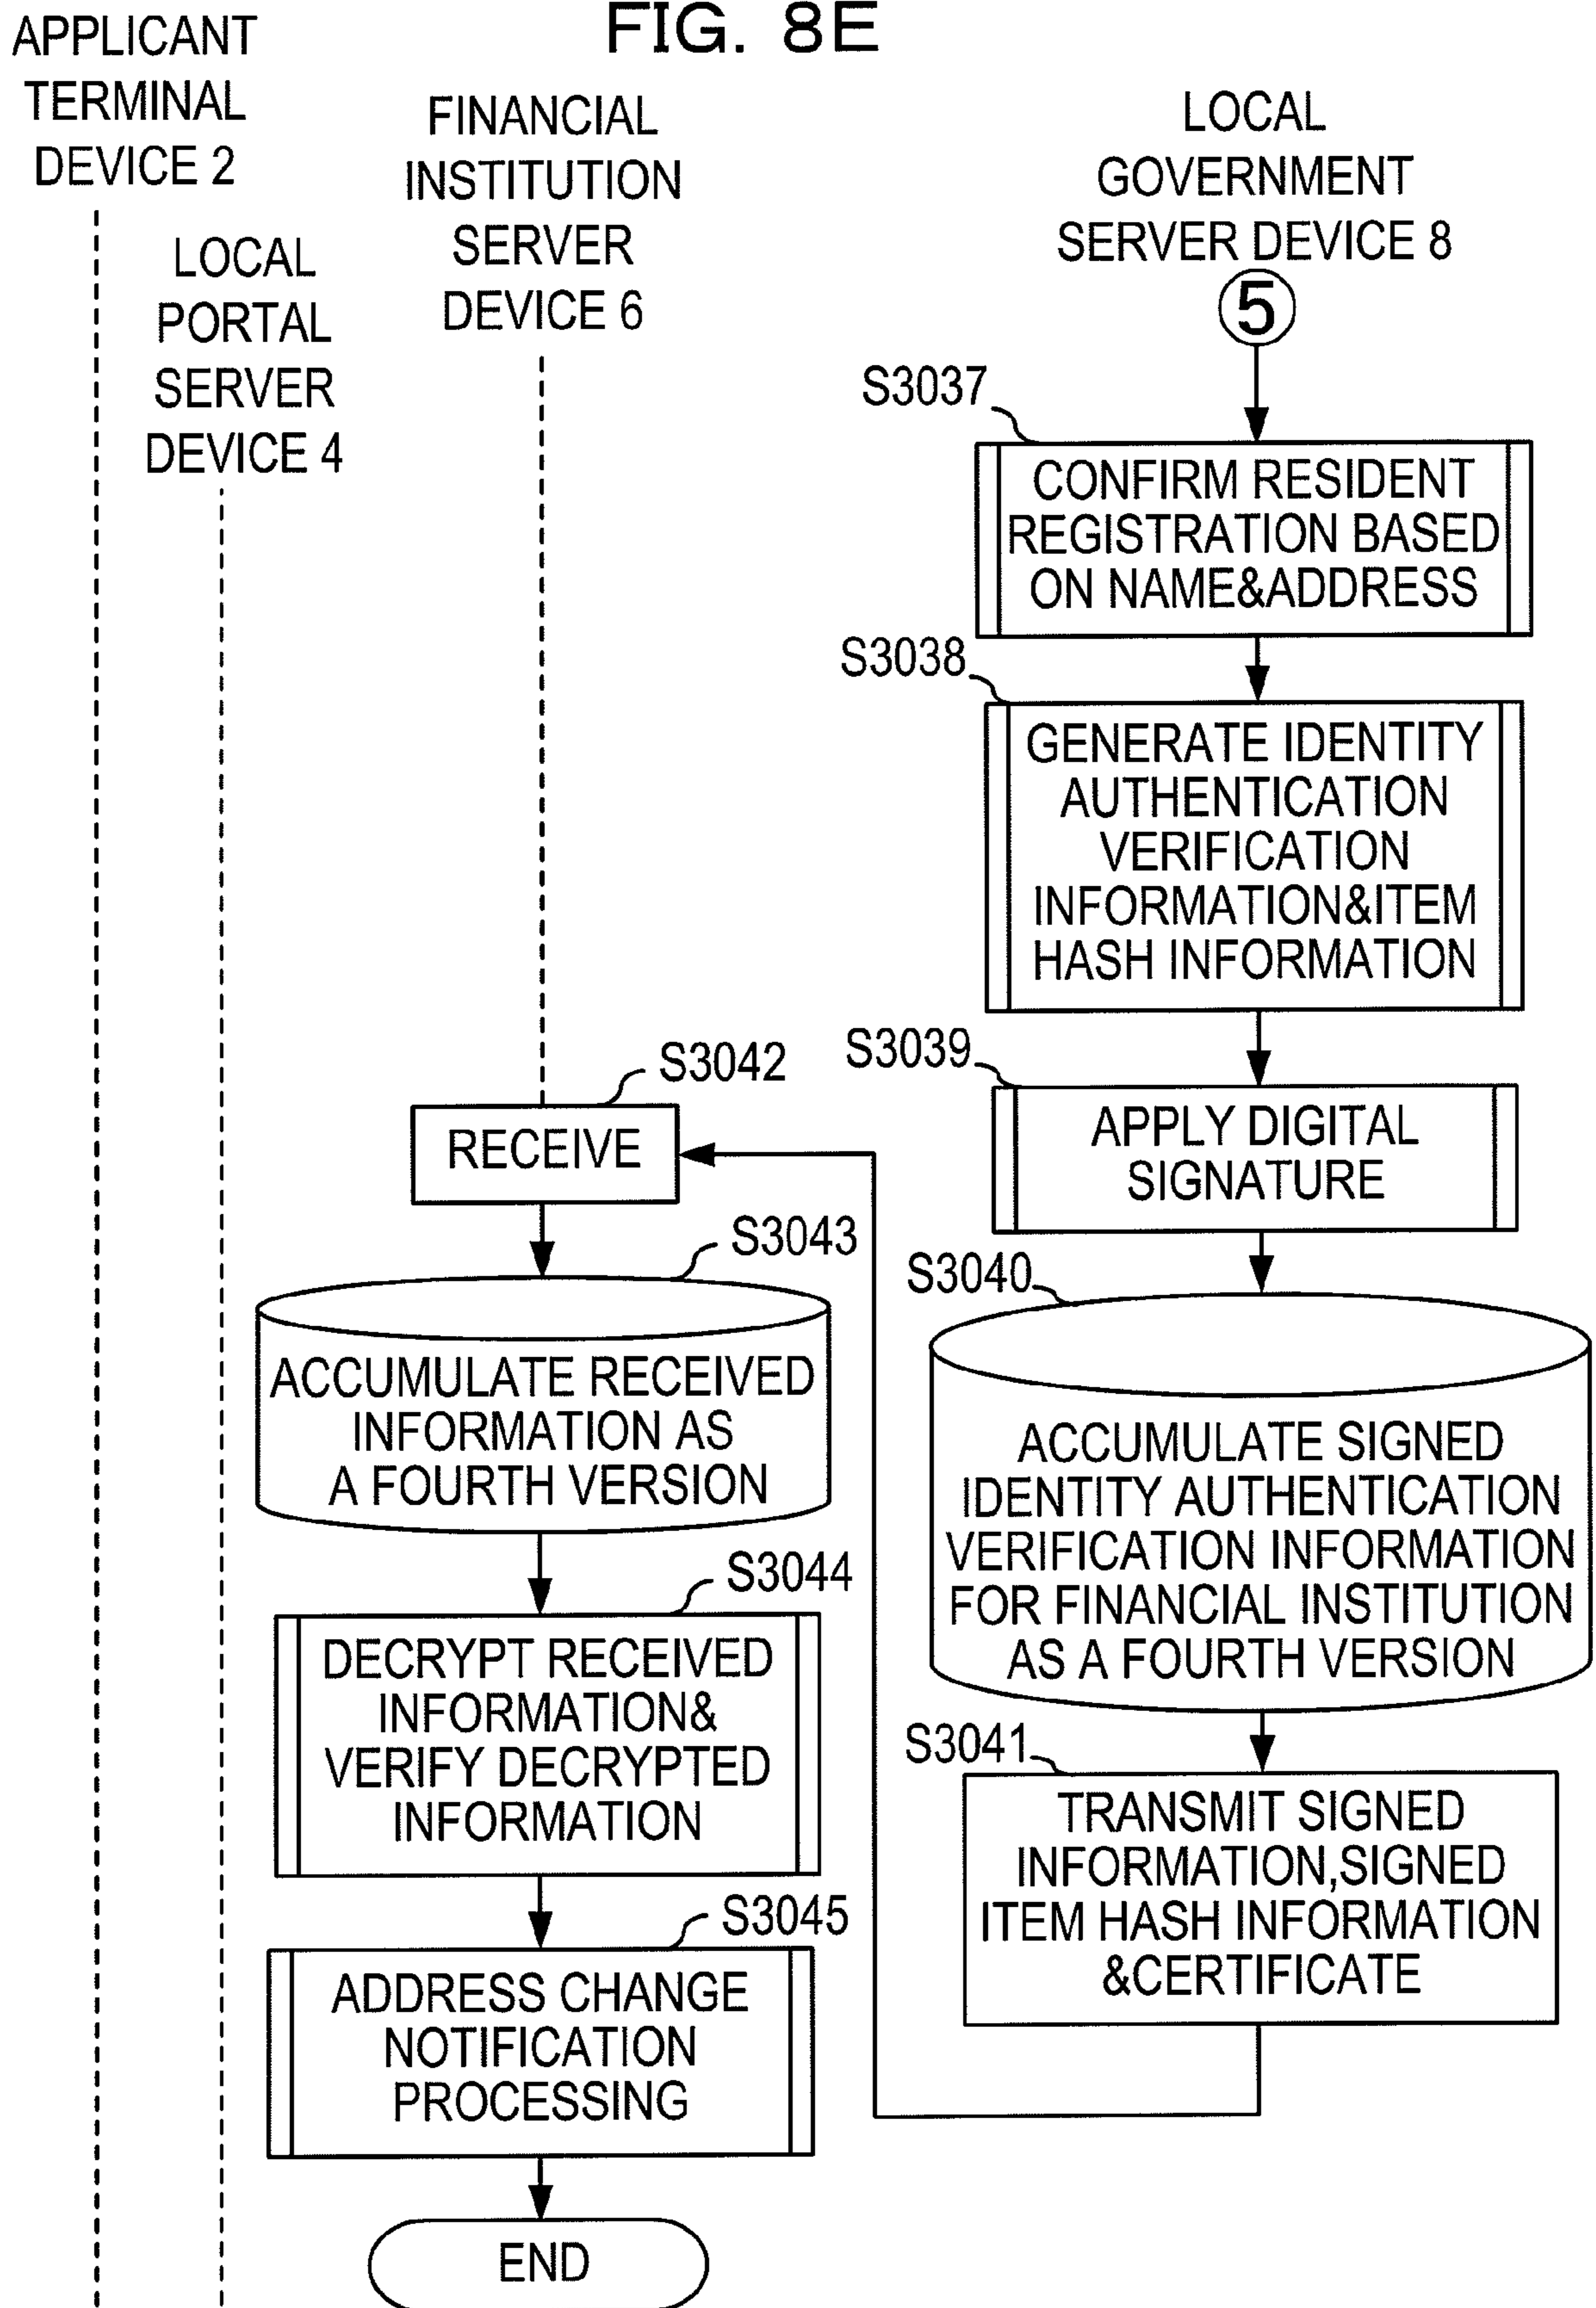 FIG. 8E
APPLICANT
TERMINAL
DEVICE 2
LOCAL
PORTAL
SERVER
DEVICE 4
FINANCIAL
INSTITUTION
SERVER
DEVICE 6
LOCAL
GOVERNMENT
SERVER DEVICE 8
5
S3037
CONFIRM RESIDENT
REGISTRATION BASED
ON NAME&ADDRESS
S3038
GENERATE IDENTITY
AUTHENTICATION
VERIFICATION
INFORMATION&ITEM
HASH INFORMATION
S3039
APPLY DIGITAL
SIGNATURE
S3040
ACCUMULATE SIGNED
IDENTITY AUTHENTICATION
VERIFICATION INFORMATION
FOR FINANCIAL INSTITUTION
AS A FOURTH VERSION
S3041
TRANSMIT SIGNED
INFORMATION,SIGNED
ITEM HASH INFORMATION
&CERTIFICATE
S3042
RECEIVE
S3043
ACCUMULATE RECEIVED
INFORMATION AS
A FOURTH VERSION
S3044
DECRYPT RECEIVED
INFORMATION&
VERIFY DECRYPTED
INFORMATION
S3045
ADDRESS CHANGE
NOTIFICATION
PROCESSING
END